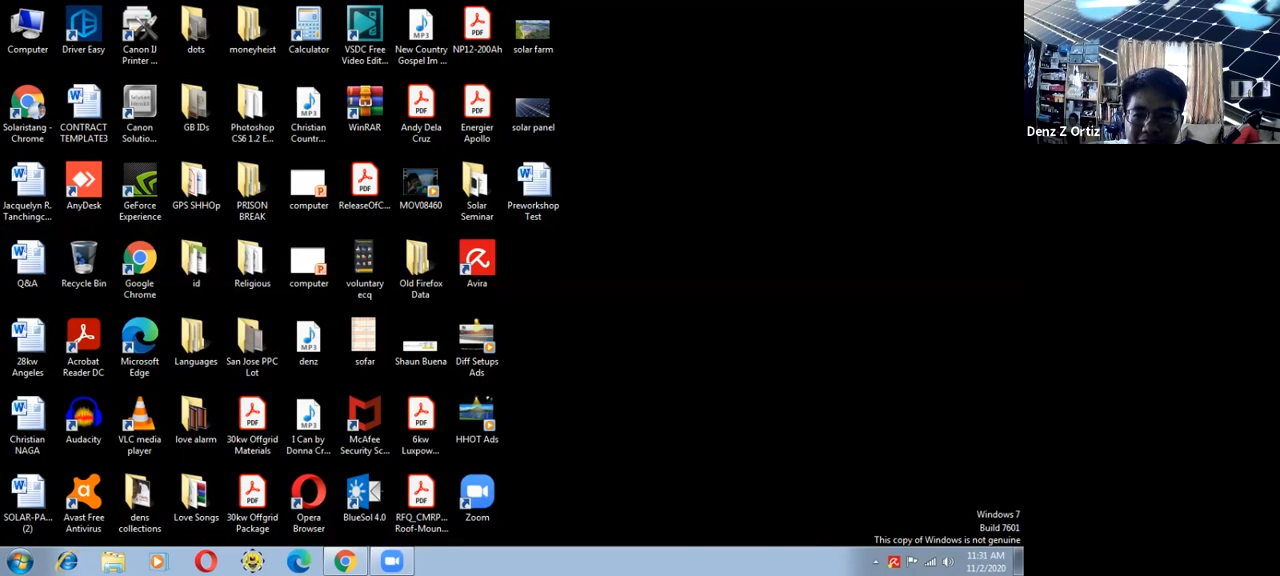 Computer
Driver Easy
Canon IJ
Printer ...
dots
moneyheist
Calculator
VSDC Free
Video Edit...
New Country
Gospel Im ...
NP12-200Ah
solar farm
Solaristang -
Chrome
CONTRACT
TEMPLATE3
Canon
Solution...
GB IDs
Photoshop
CS6 1.2 E...
Christian
Countr...
WinRAR
Andy Dela
Cruz
Energier
Apollo
solar panel
Jacquelyn R.
Tanchingc...
AnyDesk
GeForce
Experience
GPS SHHOp
PRISON
BREAK
computer
ReleaseOfC...
MOV08460
Solar
Seminar
Preworkshop
Test
Q&A
Recycle Bin
Google
Chrome
id
Religious
computer
voluntary
ecq
Old Firefox
Data
Avira
28kw
Angeles
Acrobat
Reader DC
Microsoft
Edge
Languages
San Jose PPC
Lot
denz
sofar
Shaun Buena
Diff Setups
Ads
Christian
NAGA
Audacity
VLC media
player
love alarm
30kw Offgrid
Materials
I Can by
Donna Cr...
McAfee
Security Sc...
6kw
Luxpow...
HHOT Ads
SOLAR-PA...
(2)
Avast Free
Antivirus
dens
collections
Love Songs
30kw Offgrid
Package
Opera
Browser
BlueSol 4.0
RFQ_CMRP...
Roof-Moun...
Zoom
Denz Z Ortiz
Windows 7
Build 7601
This copy of Windows is not genuine
11:31 AM
11/2/2020